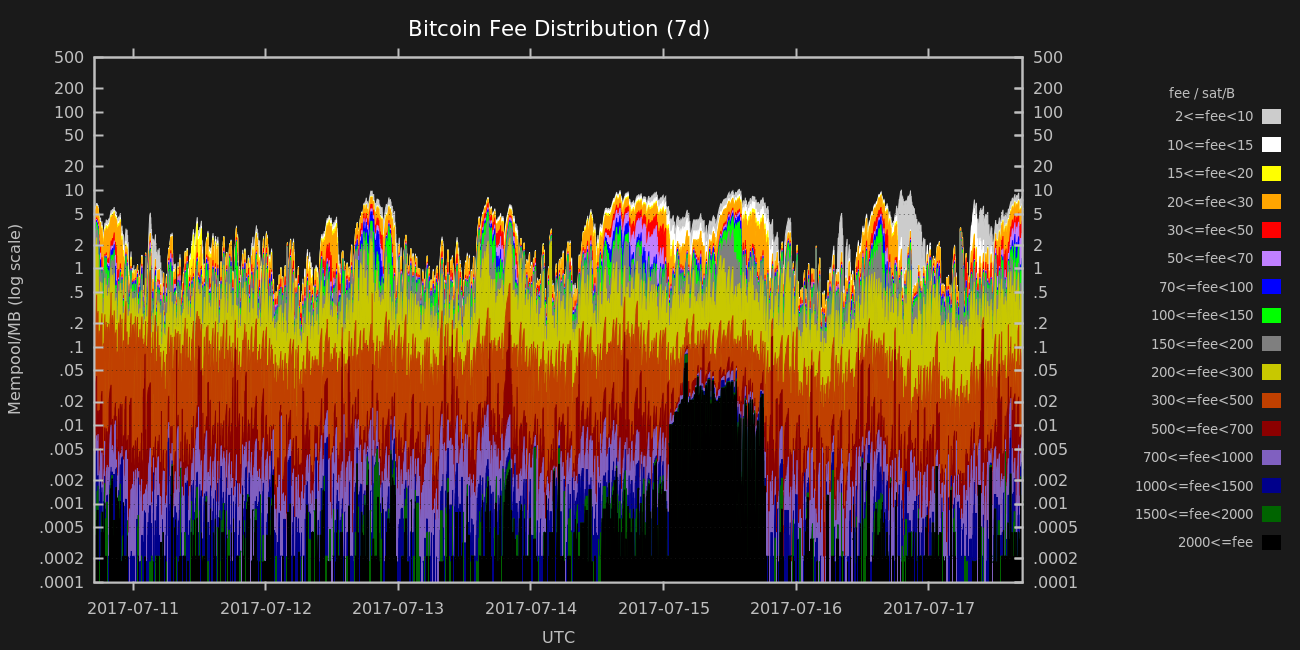 Bitcoin Fee Distribution (7d)
500 500
200 200
100 100
50 50
20 20
10 10
5 5
2 2
1 1
.5 .5
.2 .2
.1 .1
.05 .05
.02 .02
.01 .01
.005 .005
.002 .002
.001 .001
.0005 .0005
.0002 .0002
.0001 .0001
Mempool/MB (log scale)
2017-07-11 2017-07-12 2017-07-13 2017-07-14 2017-07-15 2017-07-16 2017-07-17
UTC
fee / sat/B
2<=fee<10
10<=fee<15
15<=fee<20
20<=fee<30
30<=fee<50
50<=fee<70
70<=fee<100
100<=fee<150
150<=fee<200
200<=fee<300
300<=fee<500
500<=fee<700
700<=fee<1000
1000<=fee<1500
1500<=fee<2000
2000<=fee